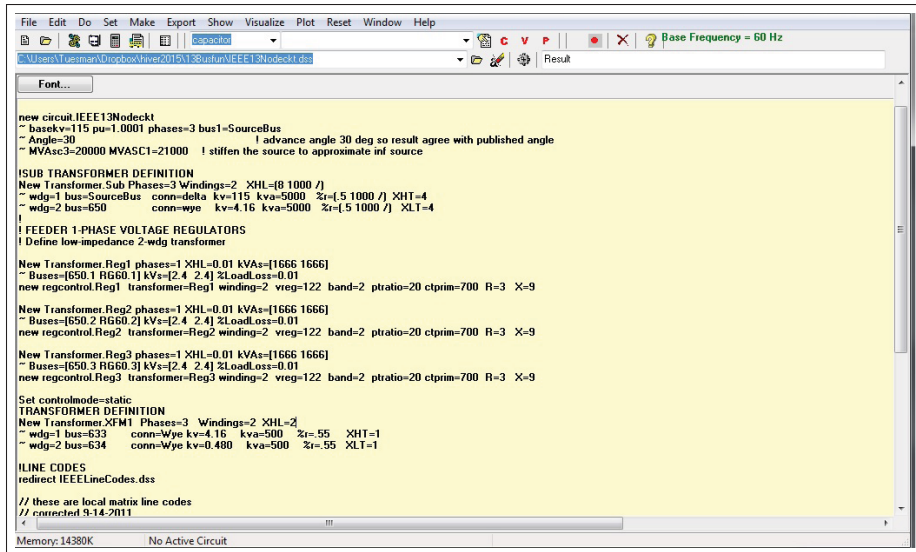 File Edit Do Set Make Export Show Visualize Plot Reset Window Help
capacitor C V P Base Frequency = 60 Hz
C:\Users\Tuesman\Dropbox\hiver2015\13Busfun\IEEE13Nodeckt.dss Result
Font...
new circuit.IEEE13Nodeckt
~ basekv=115 pu=1.0001 phases=3 bus1=SourceBus
~ Angle=30 ! advance angle 30 deg so result agree with published angle
~ MVAsc3=20000 MVASC1=21000 ! stiffen the source to approximate inf source
!SUB TRANSFORMER DEFINITION
New Transformer.Sub Phases=3 Windings=2 XHL=(8 1000 /)
~ wdg=1 bus=SourceBus conn=delta kv=115 kva=5000 %r=(.5 1000 /) XHT=4
~ wdg=2 bus=650 conn=wye kv=4.16 kva=5000 %r=(.5 1000 /) XLT=4
!
! FEEDER 1-PHASE VOLTAGE REGULATORS
! Define low-impedance 2-wdg transformer
New Transformer.Reg1 phases=1 XHL=0.01 kVAs=[1666 1666]
~ Buses=[650.1 RG60.1] kVs=[2.4 2.4] %LoadLoss=0.01
new regcontrol.Reg1 transformer=Reg1 winding=2 vreg=122 band=2 ptratio=20 ctprim=700 R=3 X=9
New Transformer.Reg2 phases=1 XHL=0.01 kVAs=[1666 1666]
~ Buses=[650.2 RG60.2] kVs=[2.4 2.4] %LoadLoss=0.01
new regcontrol.Reg2 transformer=Reg2 winding=2 vreg=122 band=2 ptratio=20 ctprim=700 R=3 X=9
New Transformer.Reg3 phases=1 XHL=0.01 kVAs=[1666 1666]
~ Buses=[650.3 RG60.3] kVs=[2.4 2.4] %LoadLoss=0.01
new regcontrol.Reg3 transformer=Reg3 winding=2 vreg=122 band=2 ptratio=20 ctprim=700 R=3 X=9
Set controlmode=static
TRANSFORMER DEFINITION
New Transformer.XFM1 Phases=3 Windings=2 XHL=2
~ wdg=1 bus=633 conn=Wye kv=4.16 kva=500 %r=.55 XHT=1
~ wdg=2 bus=634 conn=Wye kv=0.480 kva=500 %r=.55 XLT=1
!LINE CODES
redirect IEEELineCodes.dss
// these are local matrix line codes
// corrected 9-14-2011
Memory: 14380K No Active Circuit